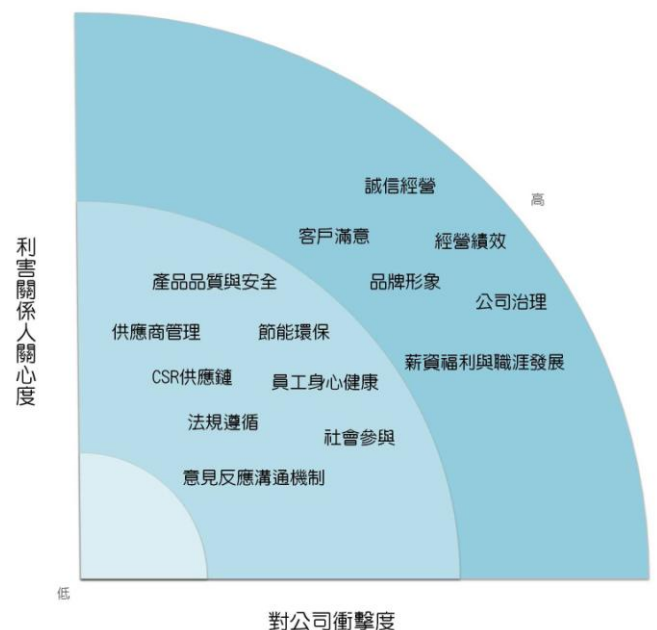 誠信經營
高
客戶滿意
經營績效
利害關係人關心度
產品品質與安全
品牌形象
公司治理
供應商管理
節能環保
薪資福利與職涯發展
CSR供應鏈
員工身心健康
法規遵循
社會參與
意見反應溝通機制
低
對公司衝擊度